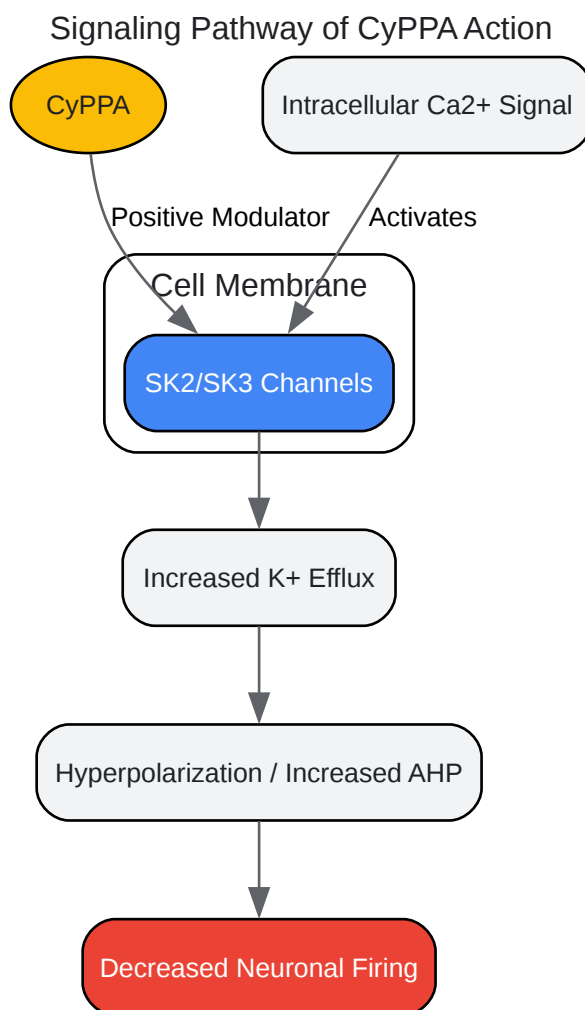 Signaling Pathway of CyPPA Action
CyPPA
Intracellular Ca2+ Signal
Positive Modulator
Activates
Cell Membrane
SK2/SK3 Channels
Increased K+ Efflux
Hyperpolarization / Increased AHP
Decreased Neuronal Firing